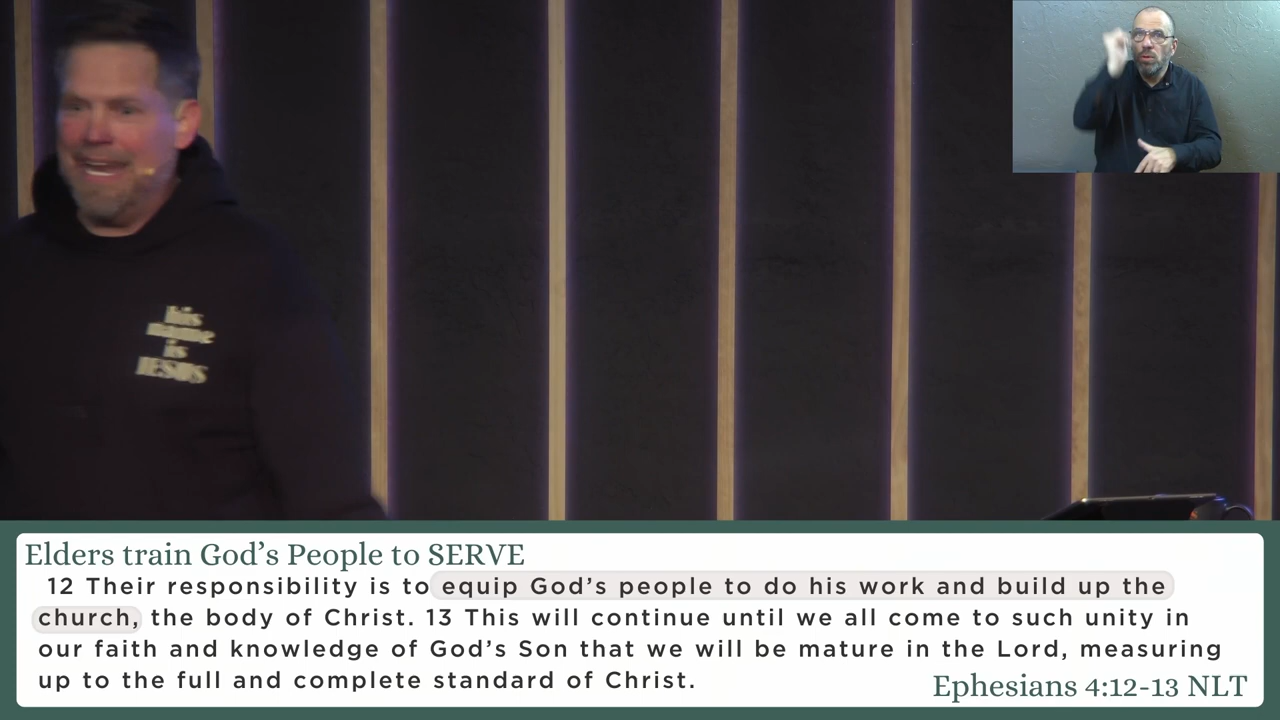 his
name
is
JESUS
Elders train God's People to SERVE
12 Their responsibility is to equip God's people to do his work and build up the
church, the body of Christ. 13 This will continue until we all come to such unity in
our faith and knowledge of God's Son that we will be mature in the Lord, measuring
up to the full and complete standard of Christ.
Ephesians 4:12-13 NLT